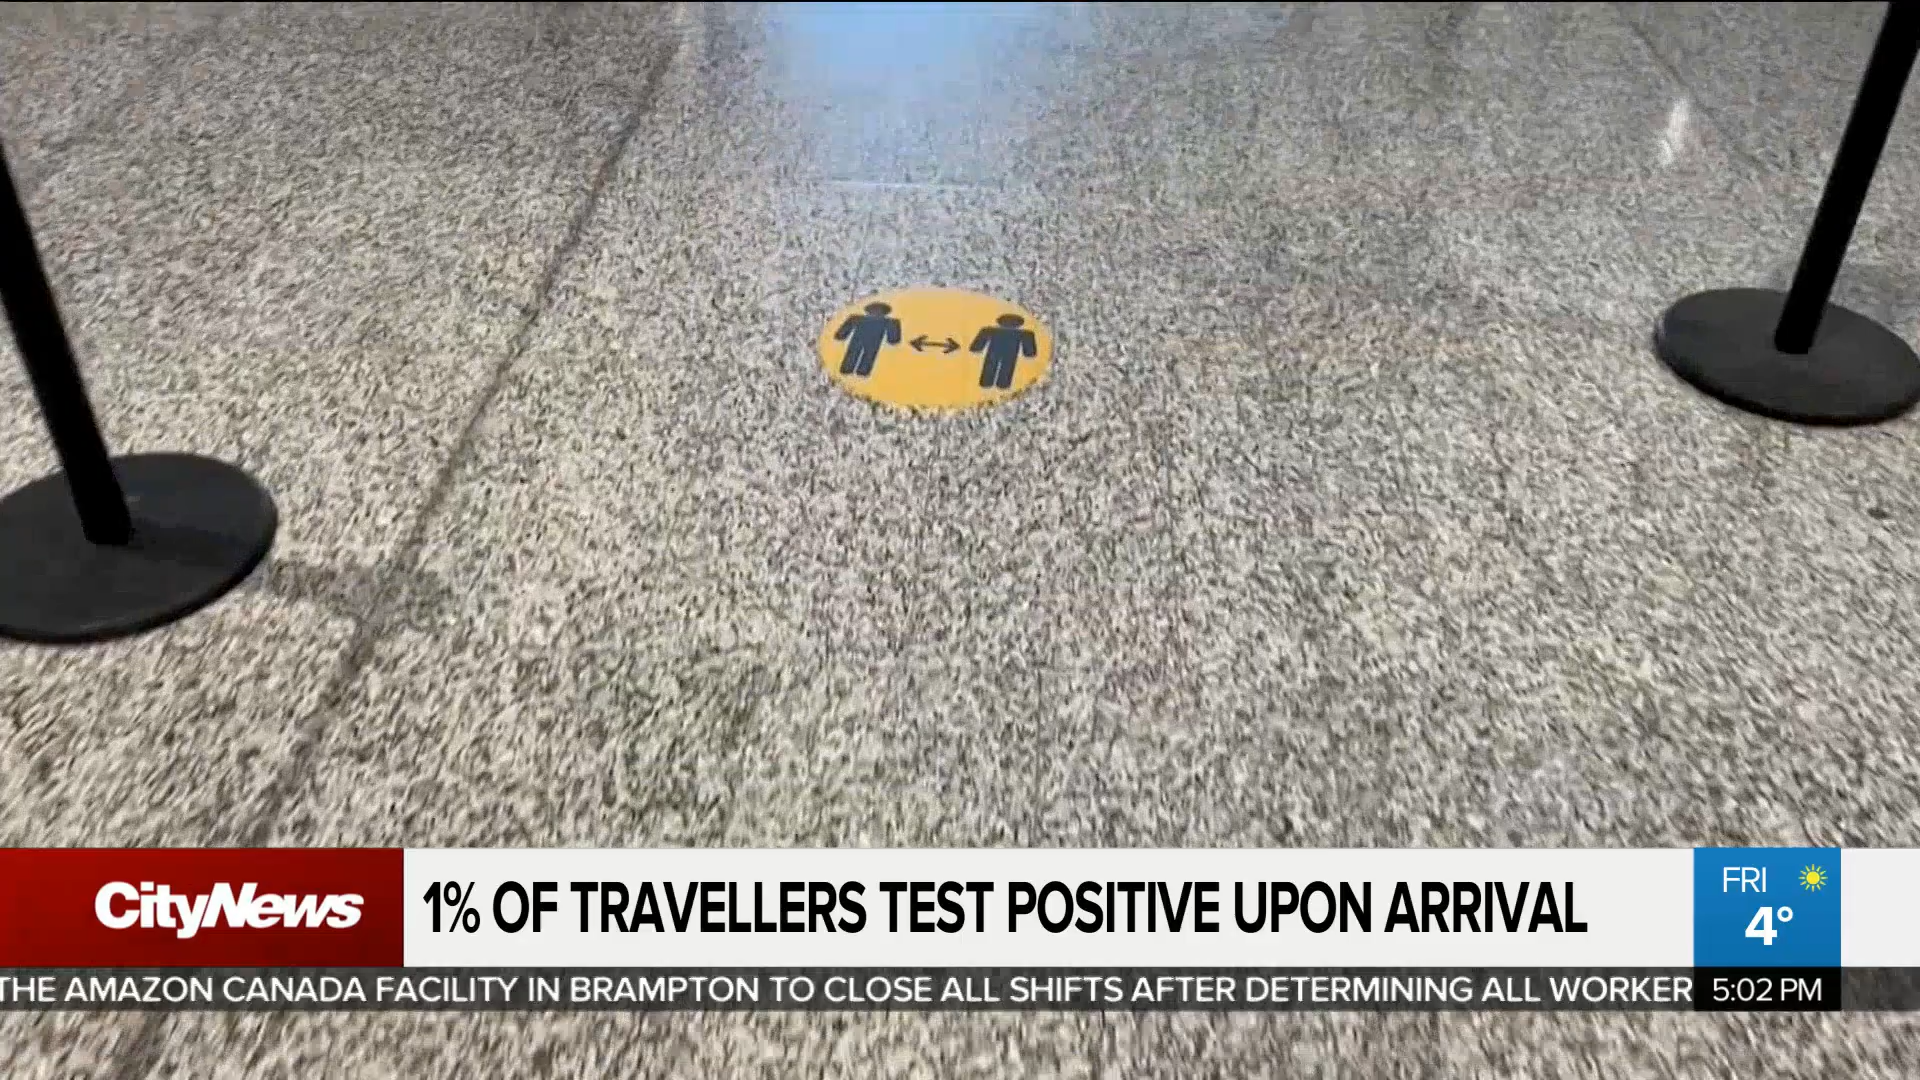 CityNews
1% OF TRAVELLERS TEST POSITIVE UPON ARRIVAL
FRI
4°
THE AMAZON CANADA FACILITY IN BRAMPTON TO CLOSE ALL SHIFTS AFTER DETERMINING ALL WORKER
5:02 PM